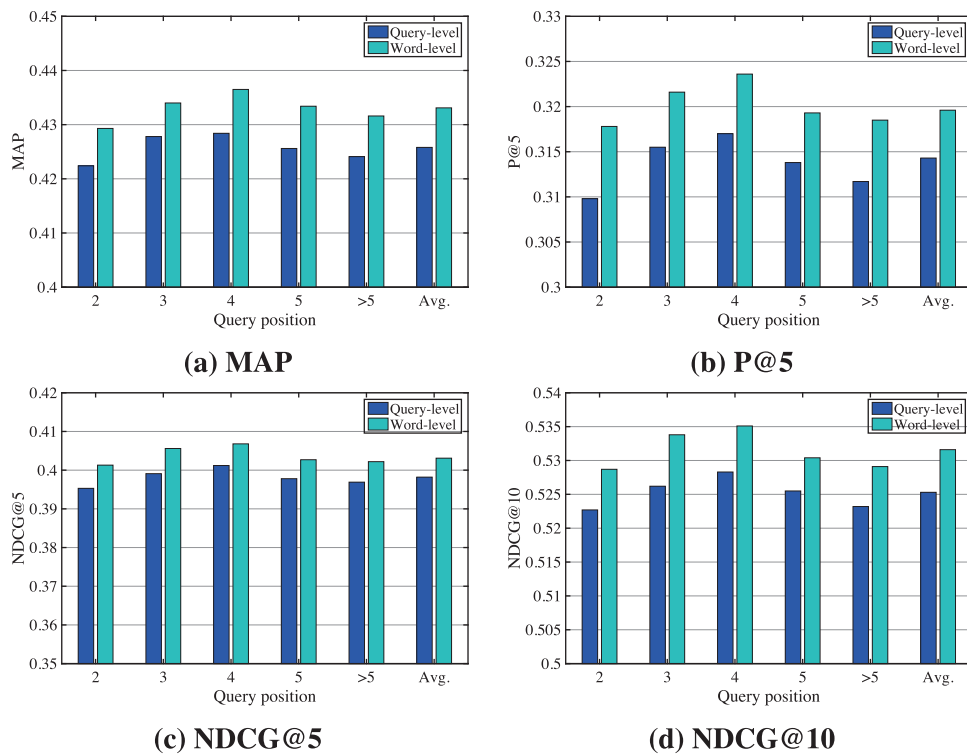 0.45
0.44
0.43
0.42
0.41
0.4
MAP
2 3 4 5 >5 Avg.
Query position
Query-level
Word-level
(a) MAP
0.33
0.325
0.32
0.315
0.31
0.305
0.3
P@5
2 3 4 5 >5 Avg.
Query position
Query-level
Word-level
(b) P@5
0.42
0.41
0.4
0.39
0.38
0.37
0.36
0.35
NDCG@5
2 3 4 5 >5 Avg.
Query position
Query-level
Word-level
(c) NDCG@5
0.54
0.535
0.53
0.525
0.52
0.515
0.51
0.505
0.5
NDCG@10
2 3 4 5 >5 Avg.
Query position
Query-level
Word-level
(d) NDCG@10